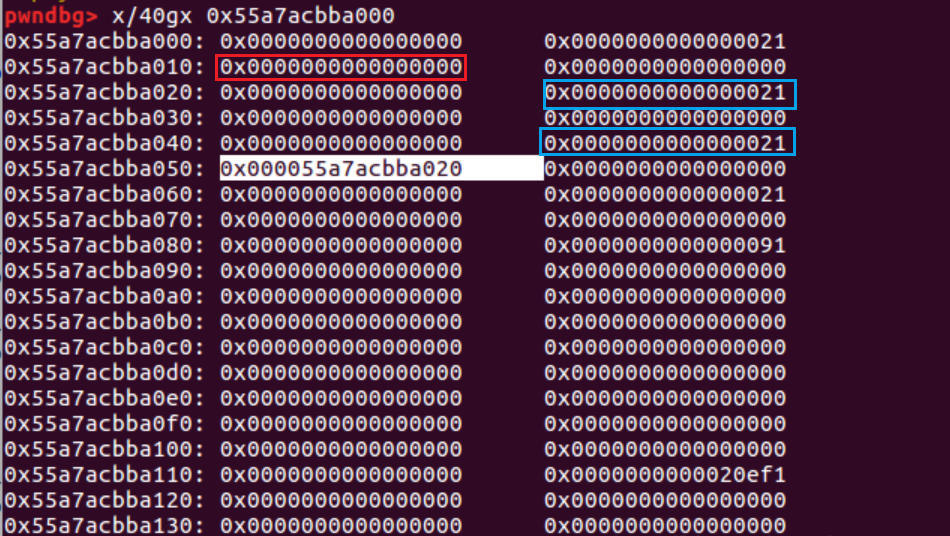 pwndbg> x/40gx 0x55a7acbba000
0x55a7acbba000: 0x0000000000000000 0x0000000000000021
0x55a7acbba010: 0x0000000000000000 0x0000000000000000
0x55a7acbba020: 0x0000000000000000 0x0000000000000021
0x55a7acbba030: 0x0000000000000000 0x0000000000000000
0x55a7acbba040: 0x0000000000000000 0x0000000000000021
0x55a7acbba050: 0x000055a7acbba020 0x0000000000000000
0x55a7acbba060: 0x0000000000000000 0x0000000000000021
0x55a7acbba070: 0x0000000000000000 0x0000000000000000
0x55a7acbba080: 0x0000000000000000 0x0000000000000091
0x55a7acbba090: 0x0000000000000000 0x0000000000000000
0x55a7acbba0a0: 0x0000000000000000 0x0000000000000000
0x55a7acbba0b0: 0x0000000000000000 0x0000000000000000
0x55a7acbba0c0: 0x0000000000000000 0x0000000000000000
0x55a7acbba0d0: 0x0000000000000000 0x0000000000000000
0x55a7acbba0e0: 0x0000000000000000 0x0000000000000000
0x55a7acbba0f0: 0x0000000000000000 0x0000000000000000
0x55a7acbba100: 0x0000000000000000 0x0000000000000000
0x55a7acbba110: 0x0000000000000000 0x0000000000020ef1
0x55a7acbba120: 0x0000000000000000 0x0000000000000000
0x55a7acbba130: 0x0000000000000000 0x0000000000000000